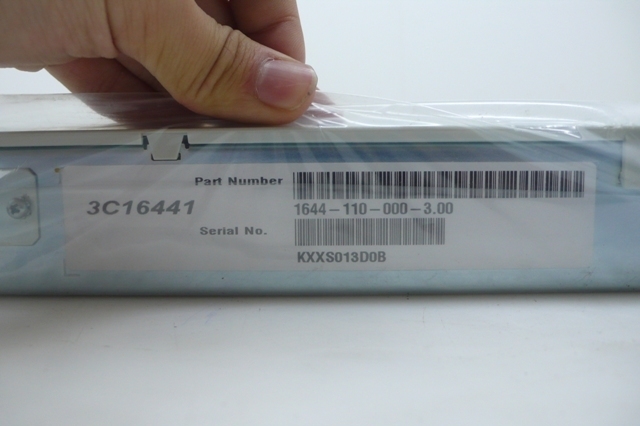 Part Number
3C16441
1644-110-000-3.00
Serial No.
KXXS013D0B